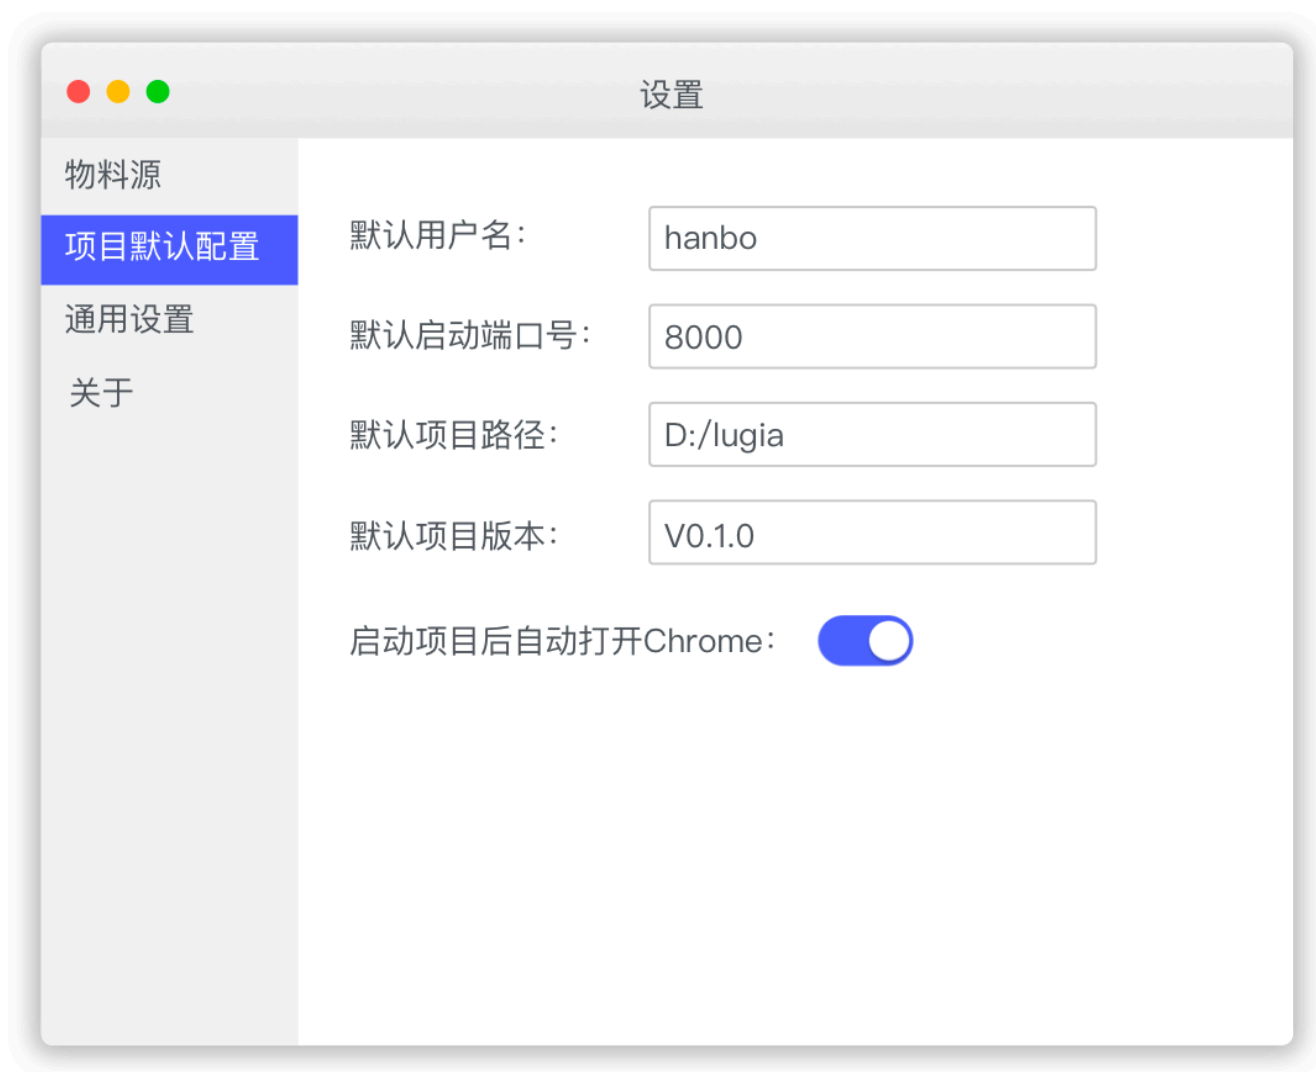 设置
物料源
项目默认配置
通用设置
关于
默认用户名：
hanbo
默认启动端口号：
8000
默认项目路径：
D:/lugia
默认项目版本：
V0.1.0
启动项目后自动打开Chrome：